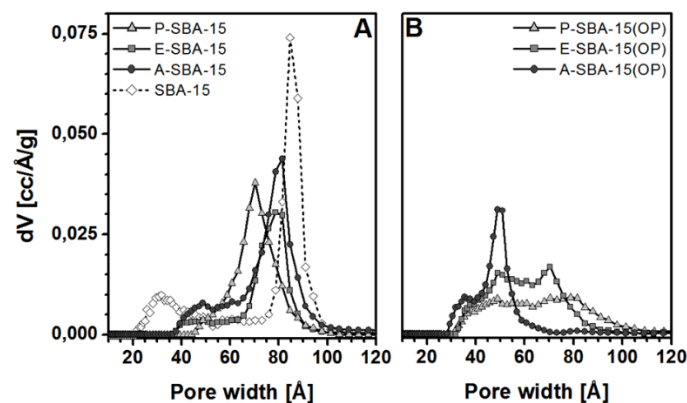 A
P-SBA-15
E-SBA-15
A-SBA-15
SBA-15
B
P-SBA-15(OP)
E-SBA-15(OP)
A-SBA-15(OP)
dV [cc/Å/g]
0,075
0,050
0,025
0,000
20 40 60 80 100 120
20 40 60 80 100 120
Pore width [Å]
Pore width [Å]